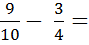 9/10 − 3/4 =